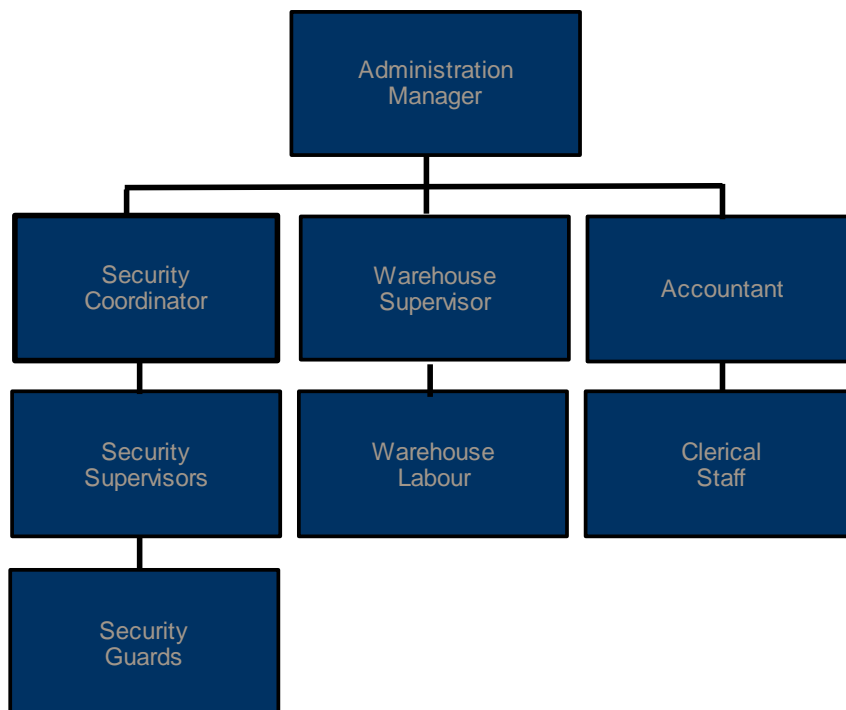 Administration
Manager
Security
Coordinator
Warehouse
Supervisor
Accountant
Security
Supervisors
Warehouse
Labour
Clerical
Staff
Security
Guards